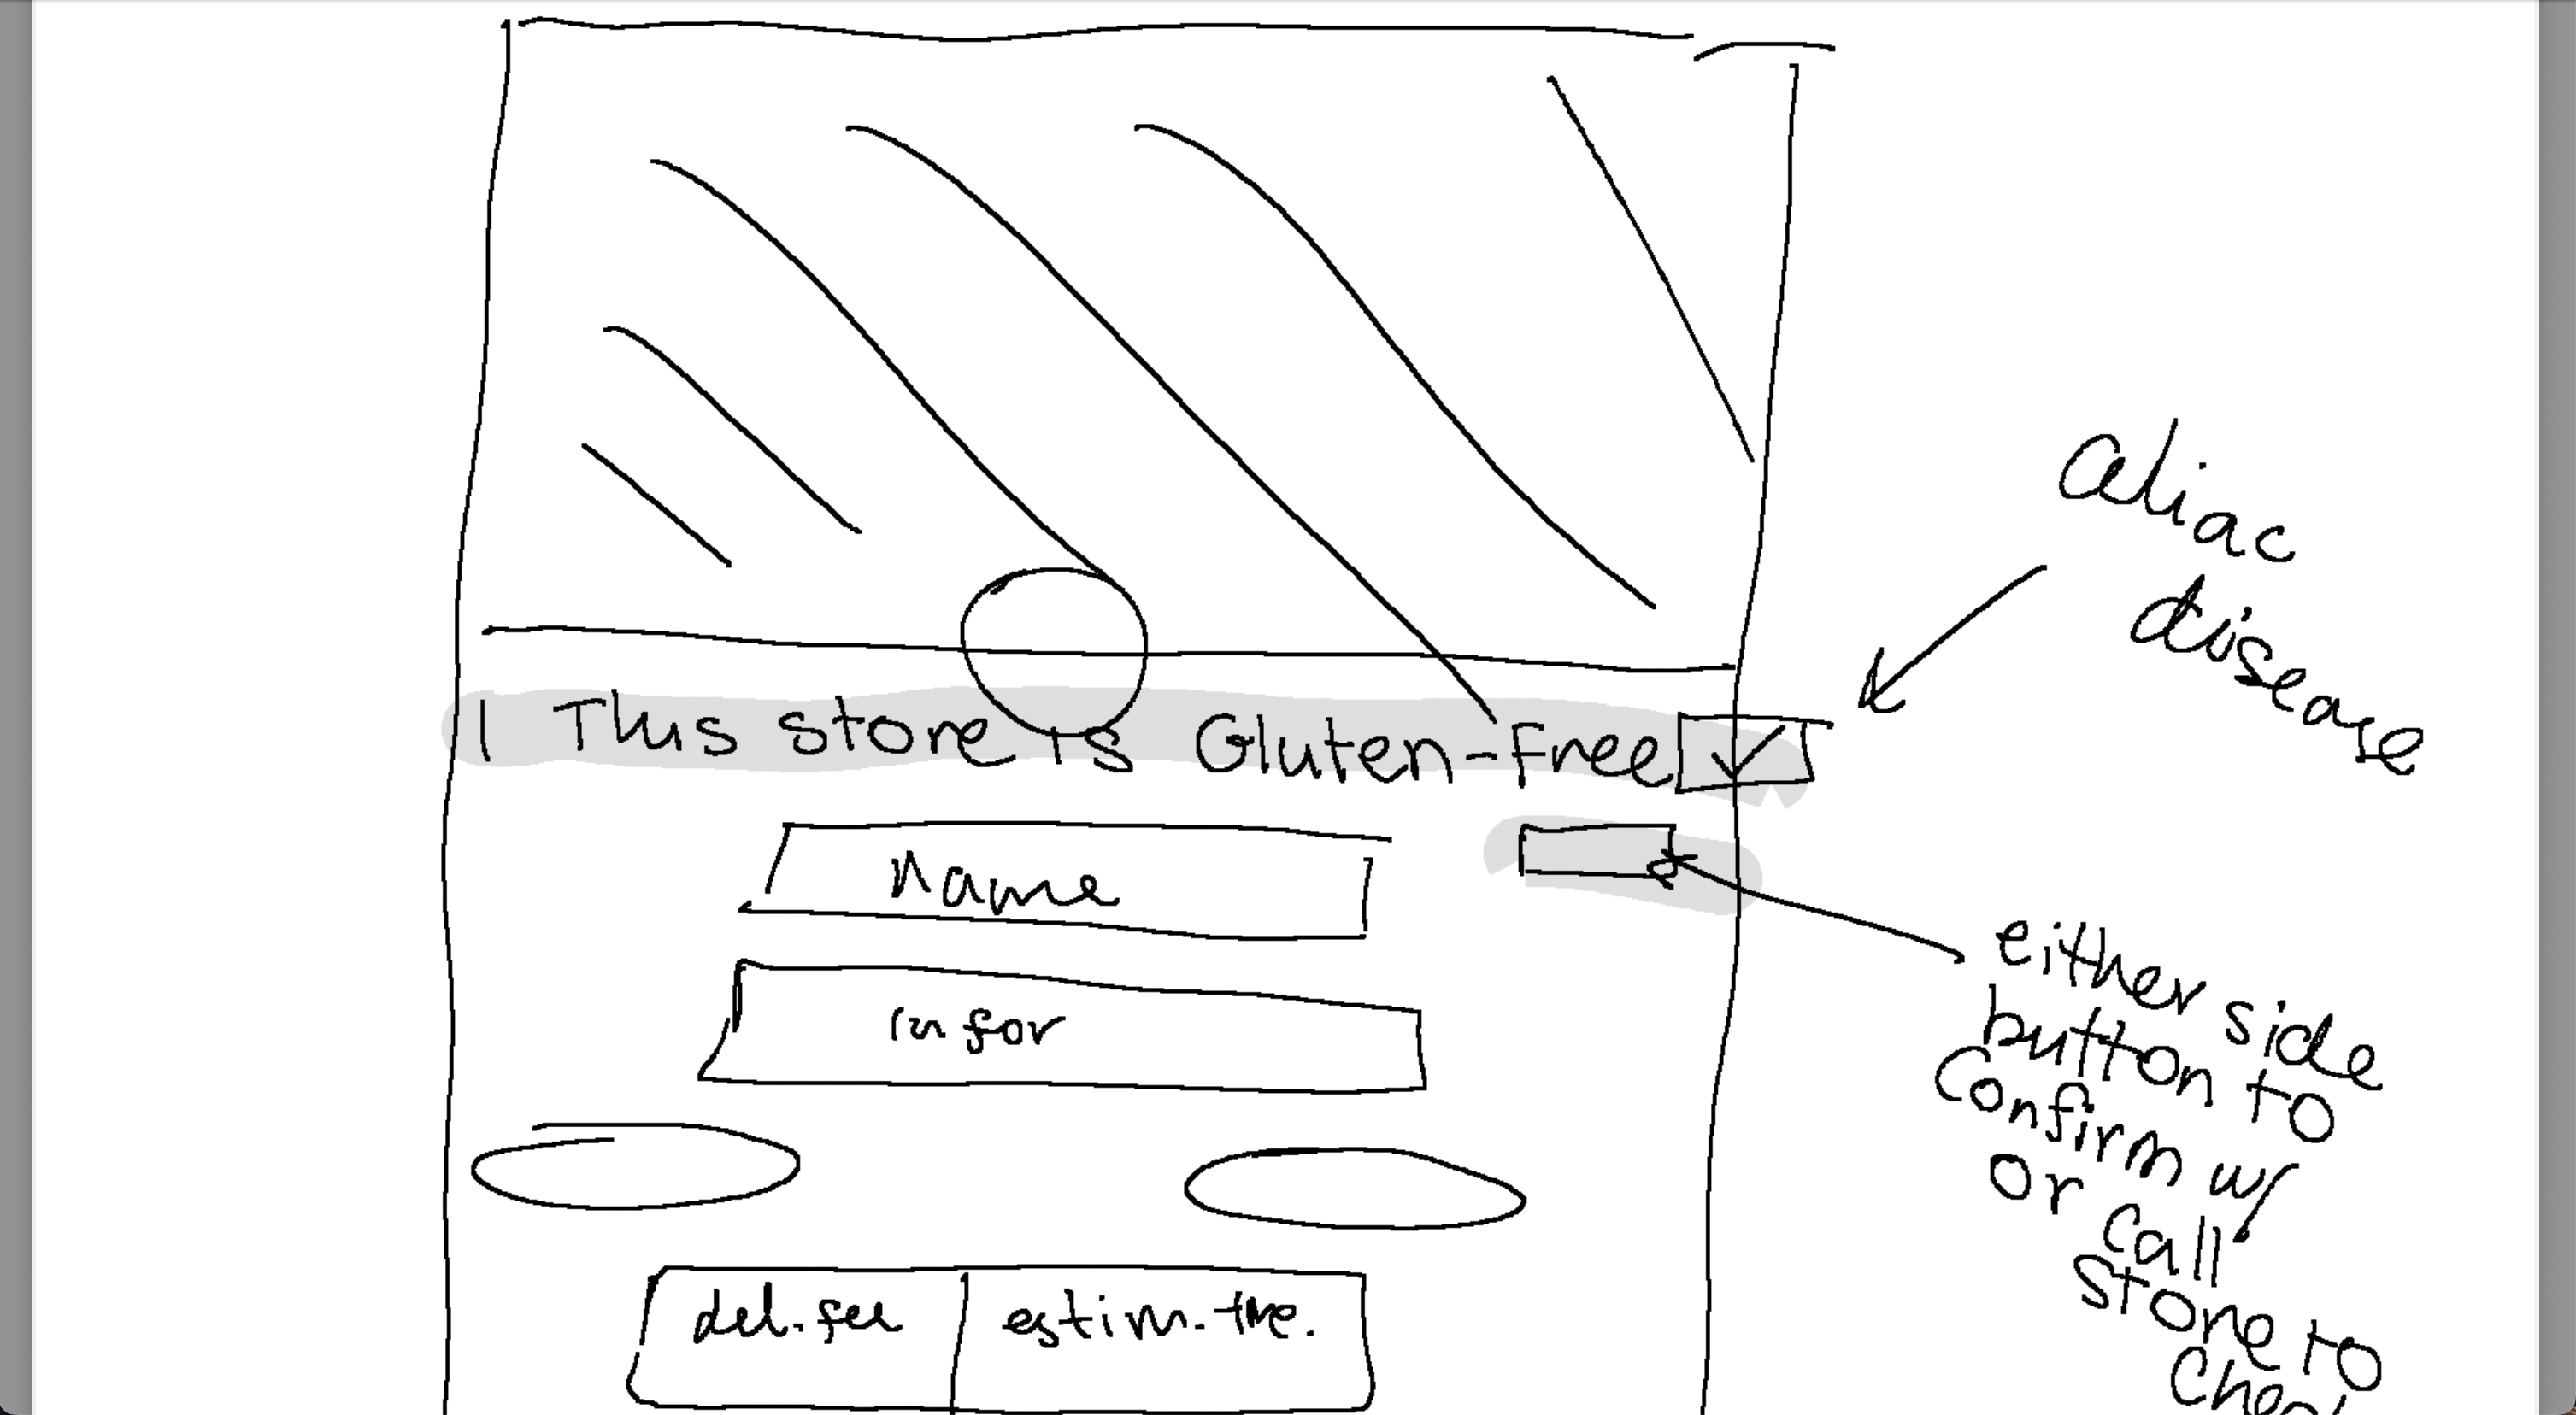 celiac
disease
| This store is Gluten-Free
Name
infor
either side
button to
confirm w/
or call
store to
chec
del. fee
estim. tme.